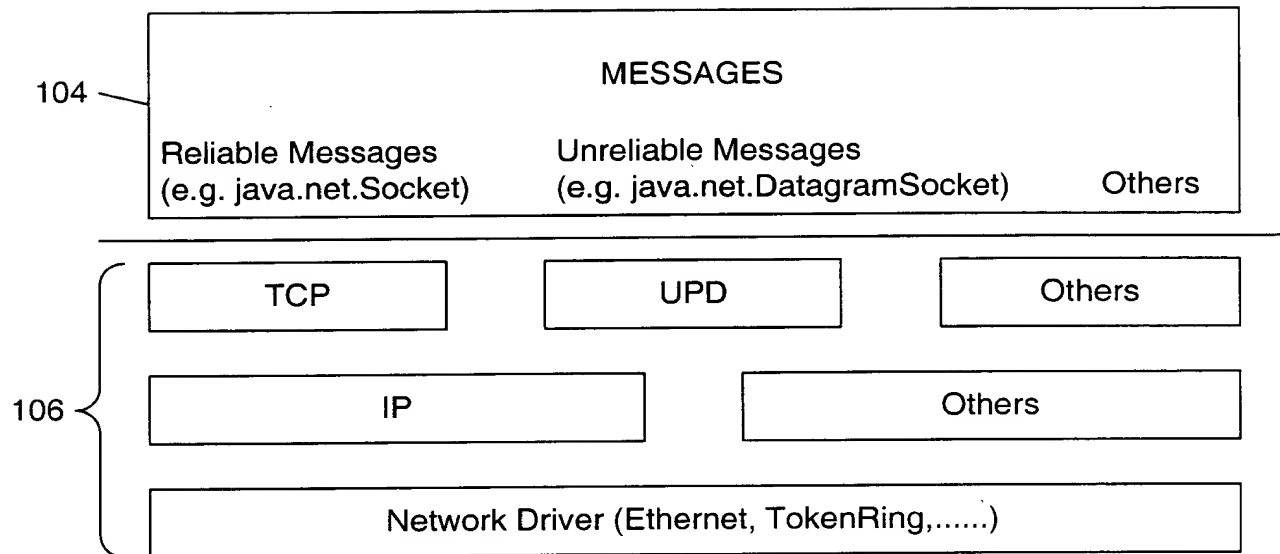 MESSAGES
104
Reliable Messages
(e.g. java.net.Socket)
Unreliable Messages
(e.g. java.net.DatagramSocket)
Others
TCP
UPD
Others
106
IP
Others
Network Driver (Ethernet, TokenRing,......)